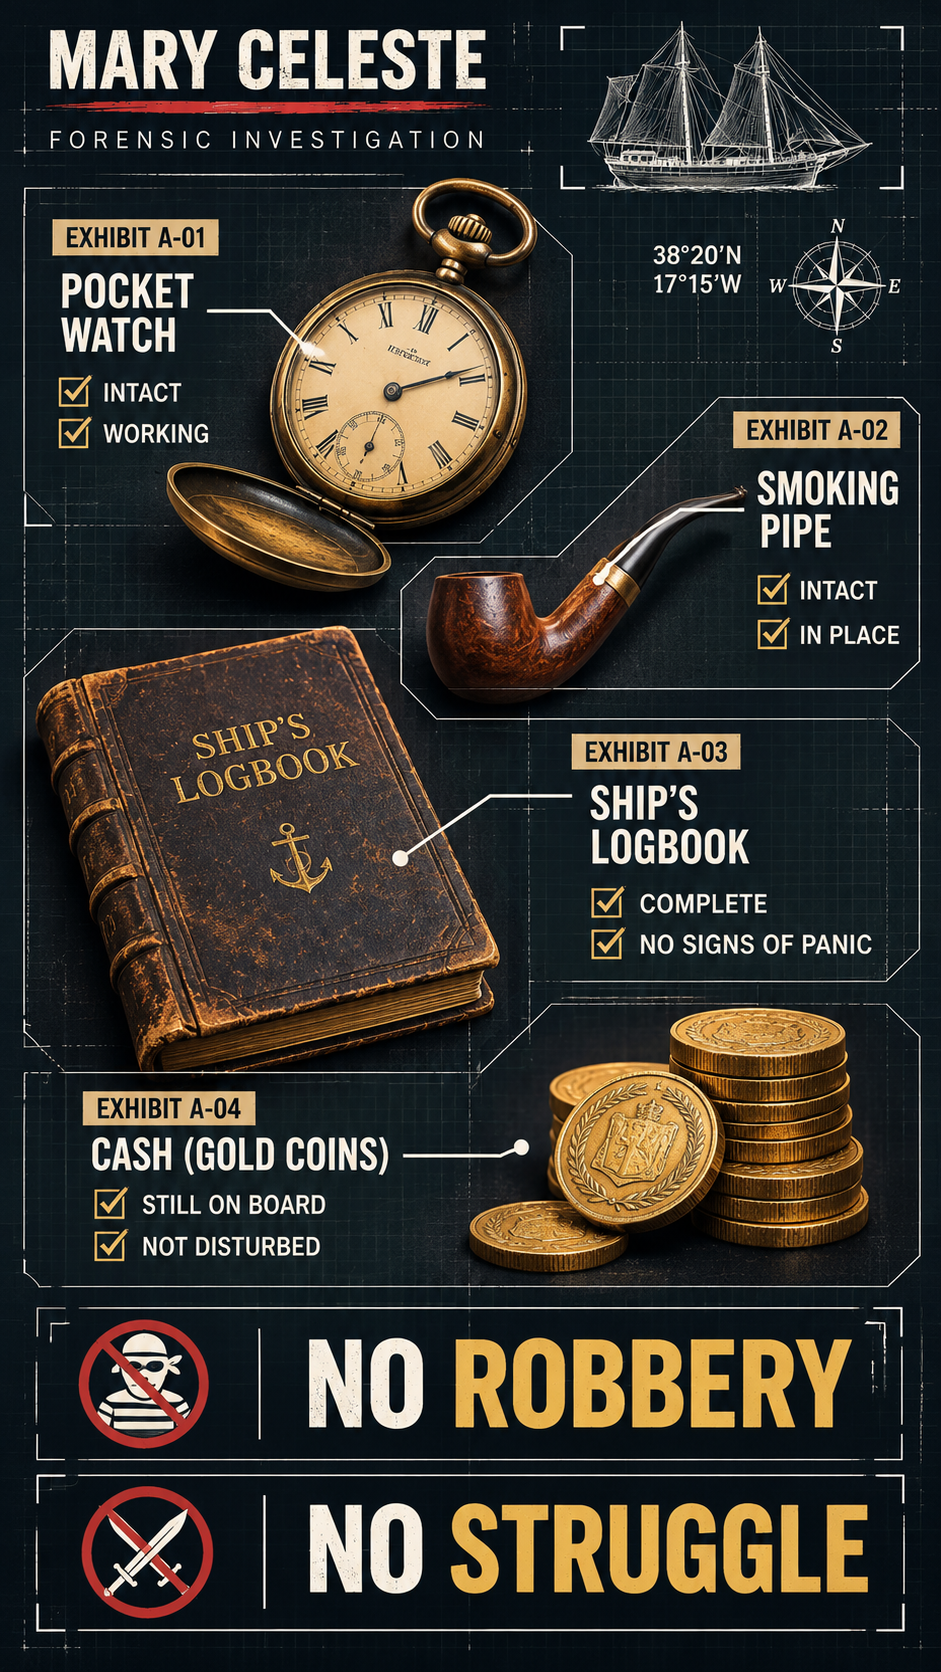 MARY CELESTE
FORENSIC INVESTIGATION
38°20'N
17°15'W
N
W
E
S
EXHIBIT A-01
POCKET
WATCH
INTACT
WORKING
EXHIBIT A-02
SMOKING
PIPE
INTACT
IN PLACE
SHIP'S
LOGBOOK
EXHIBIT A-03
SHIP'S
LOGBOOK
COMPLETE
NO SIGNS OF PANIC
EXHIBIT A-04
CASH (GOLD COINS)
STILL ON BOARD
NOT DISTURBED
NO ROBBERY
NO STRUGGLE